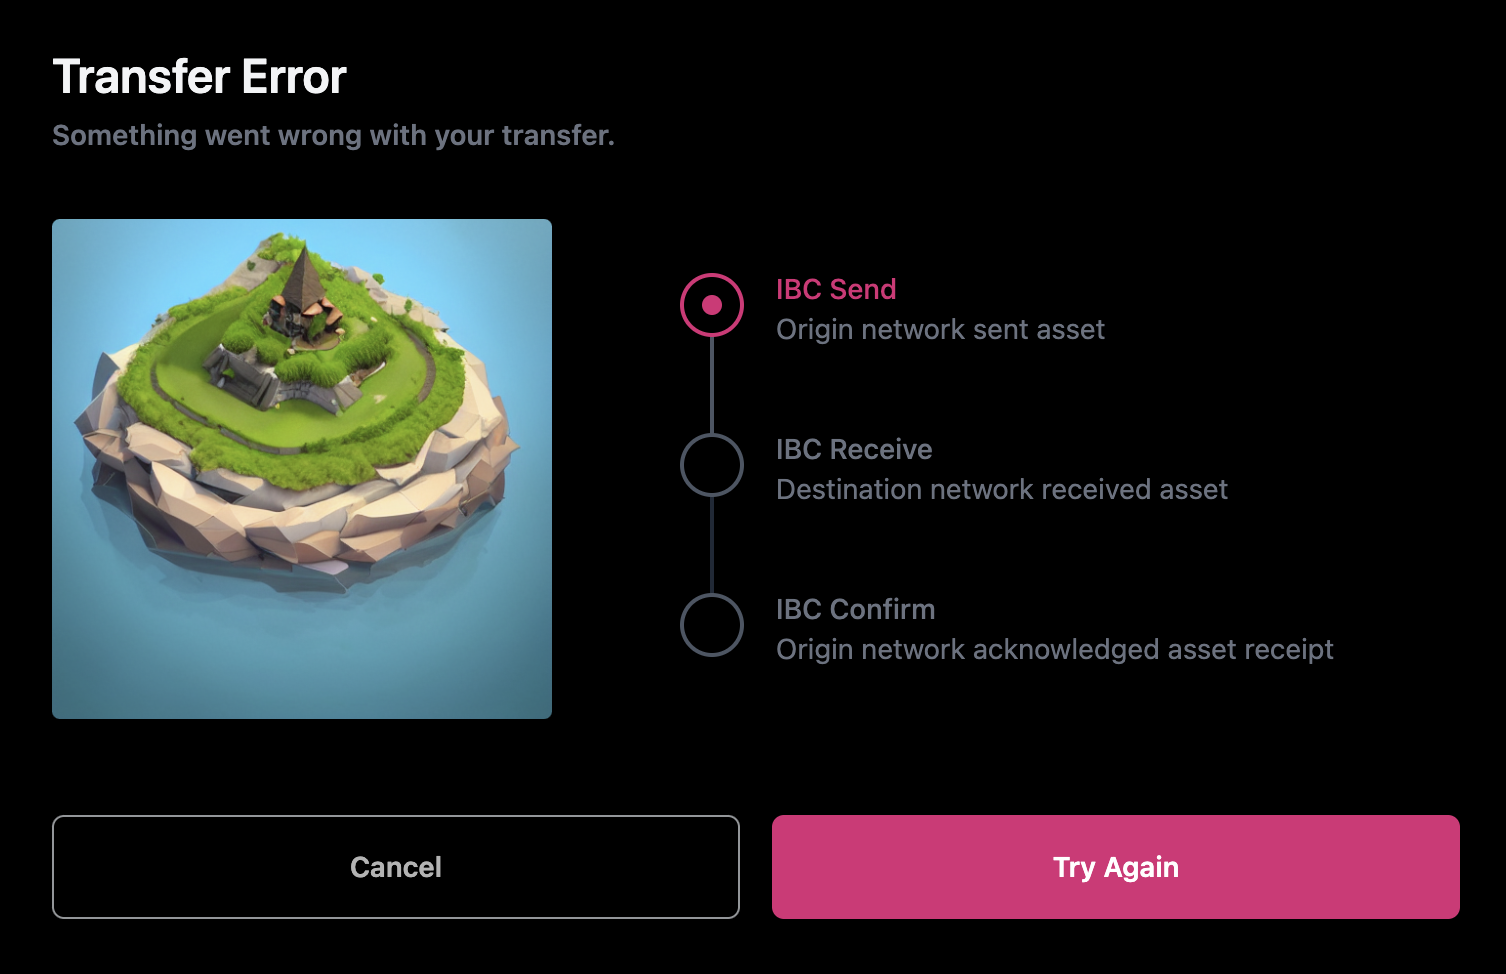 Transfer Error
Something went wrong with your transfer.
IBC Send
Origin network sent asset
IBC Receive
Destination network received asset
IBC Confirm
Origin network acknowledged asset receipt
Cancel
Try Again